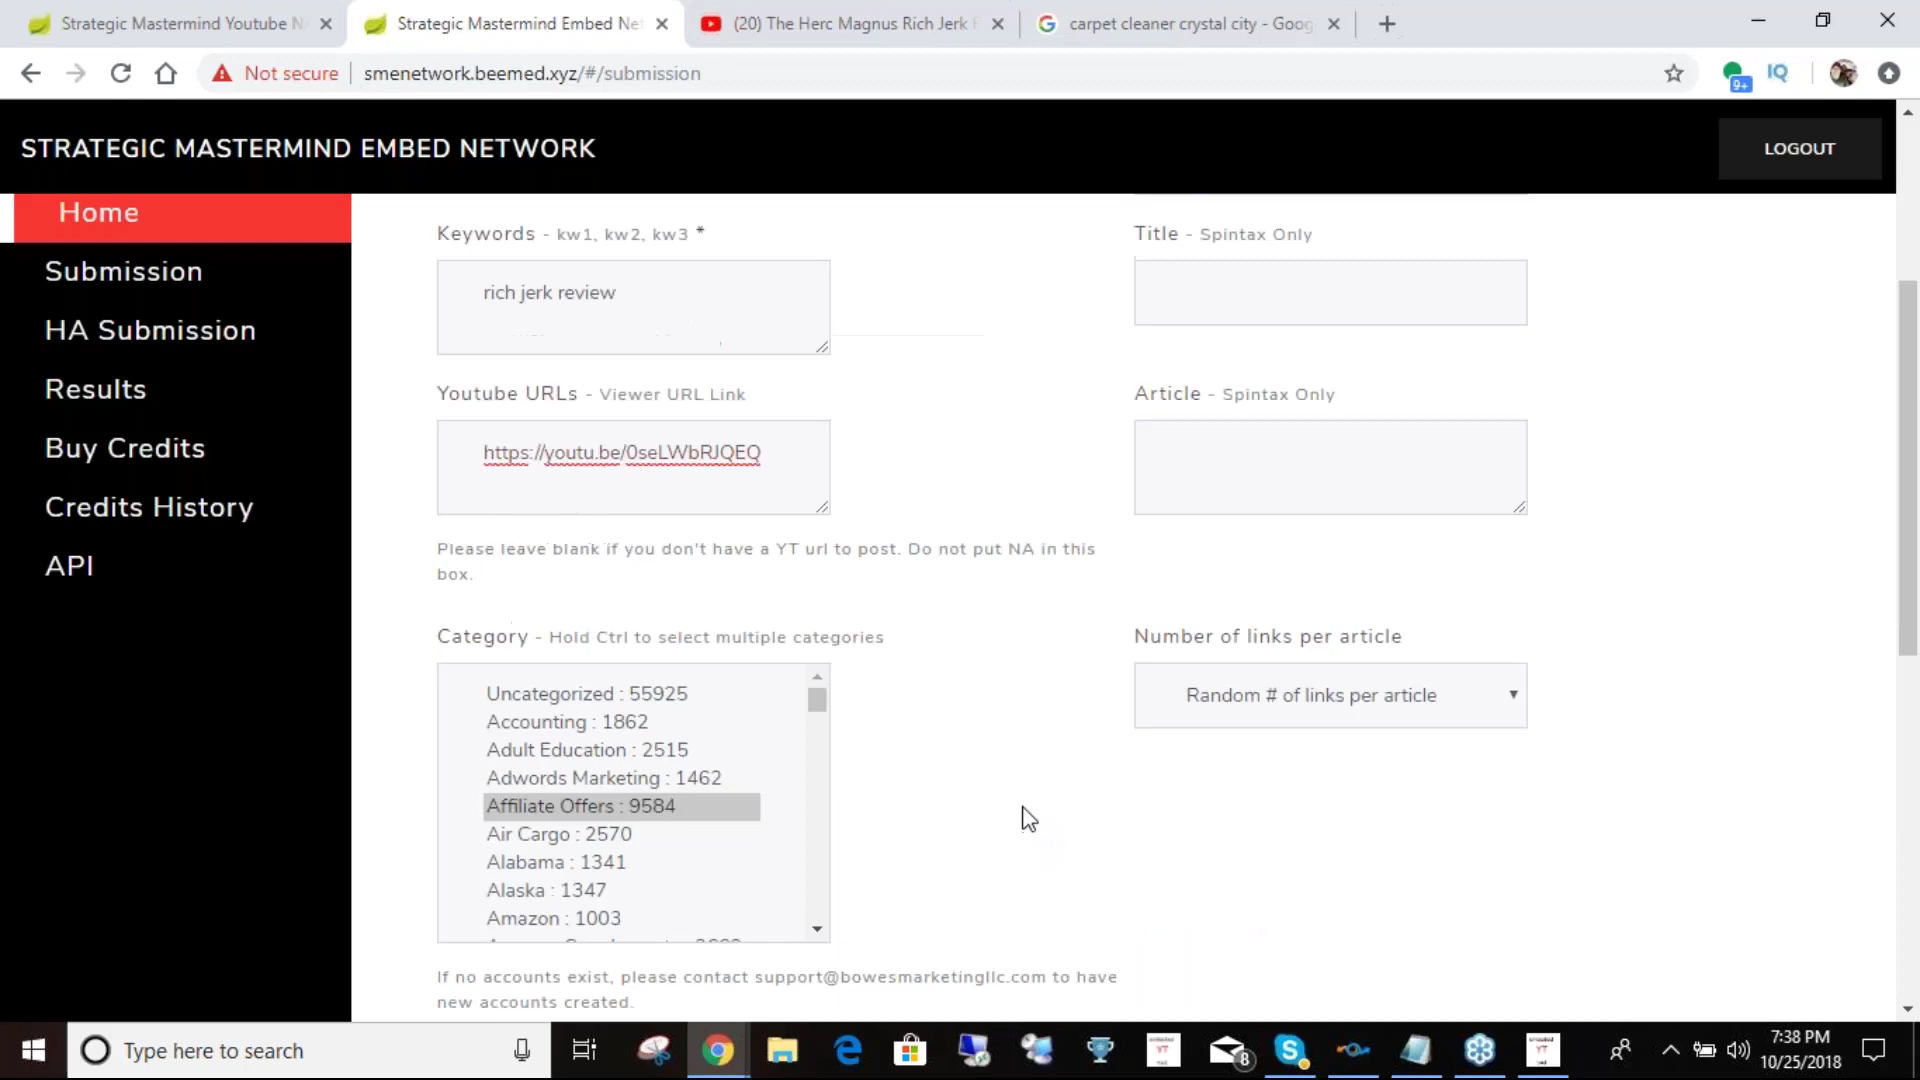 Strategic Mastermind Youtube N
Strategic Mastermind Embed Net
(20) The Herc Magnus Rich Jerk
carpet cleaner crystal city - Goog
Not secure
smenetwork.beemed.xyz/#/submission
9+
IQ
STRATEGIC MASTERMIND EMBED NETWORK
LOGOUT
Home
Submission
HA Submission
Results
Buy Credits
Credits History
API
Keywords - kw1, kw2, kw3 *
rich jerk review
Title - Spintax Only
Youtube URLs - Viewer URL Link
https://youtu.be/0seLWbRJQEQ
Article - Spintax Only
Please leave blank if you don't have a YT url to post. Do not put NA in this
box.
Category - Hold Ctrl to select multiple categories
Uncategorized : 55925
Accounting : 1862
Adult Education : 2515
Adwords Marketing : 1462
Affiliate Offers : 9584
Air Cargo : 2570
Alabama : 1341
Alaska : 1347
Amazon : 1003
Number of links per article
Random # of links per article
If no accounts exist, please contact support@bowesmarketingllc.com to have
new accounts created.
Type here to search
YT
8
YT
7:38 PM
10/25/2018